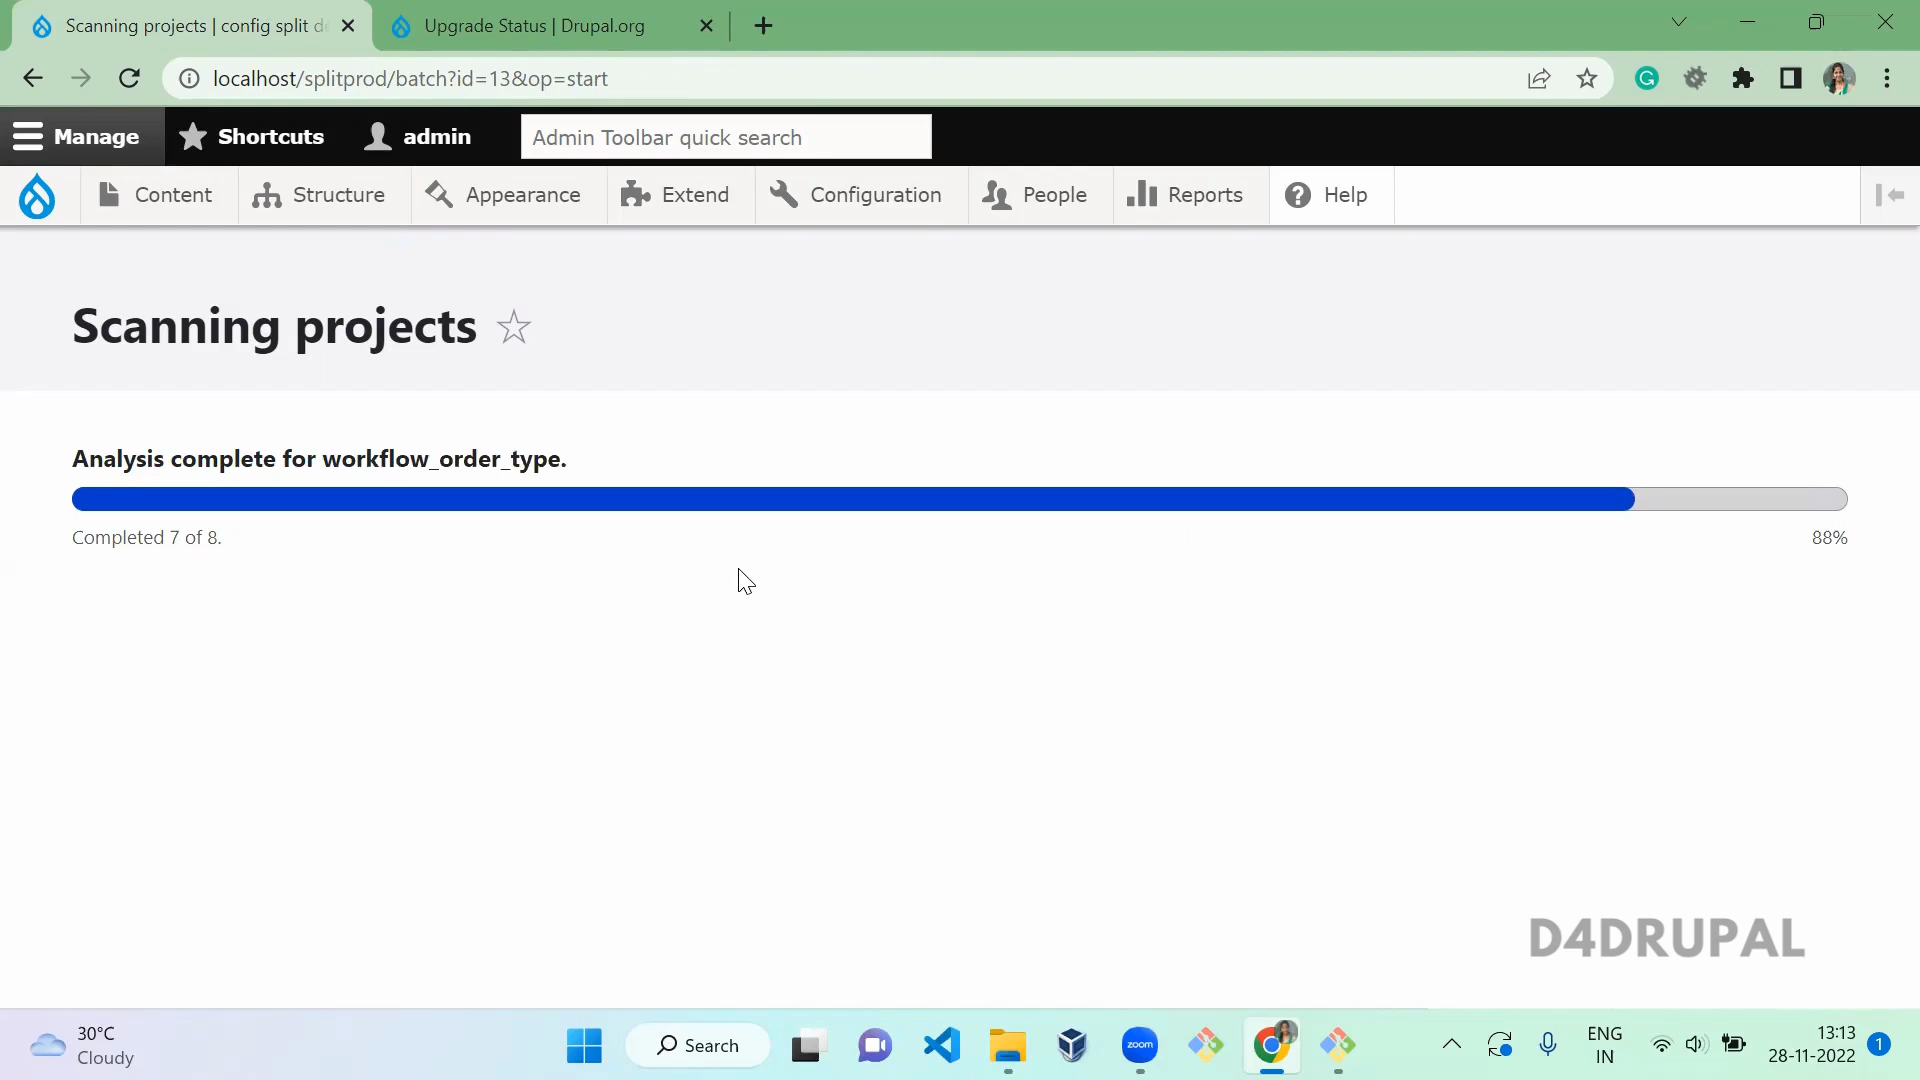 Scanning projects | config split de
Upgrade Status | Drupal.org
localhost/splitprod/batch?id=13&op=start
Manage
Shortcuts
admin
Admin Toolbar quick search
Content
Structure
Appearance
Extend
Configuration
People
Reports
Help
Scanning projects
Analysis complete for workflow_order_type.
Completed 7 of 8.
88%
D4DRUPAL
30°C
Cloudy
Search
zoom
ENG
IN
13:13
28-11-2022
1